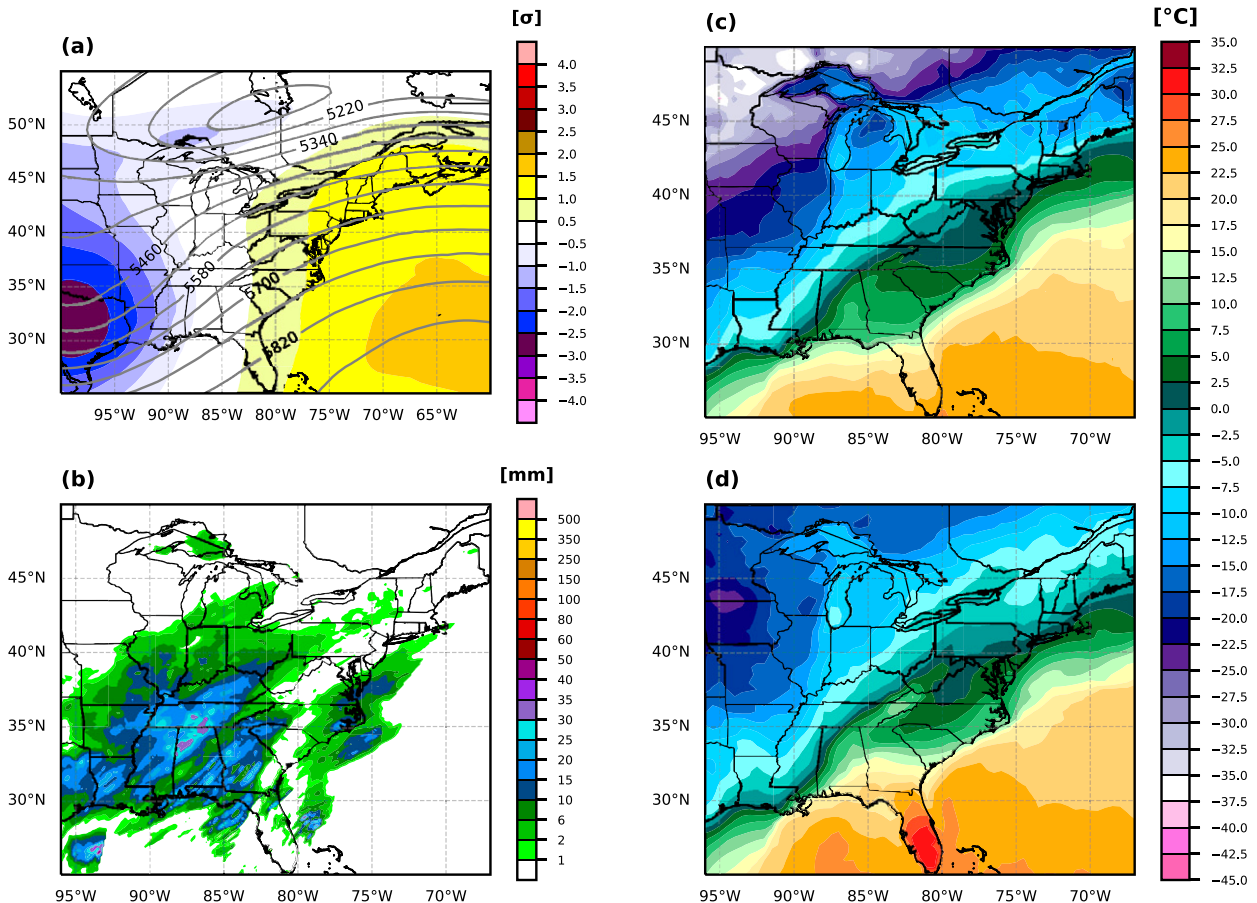 (a)
[σ]
5220
5340
5460
5580
5700
5820
50°N
45°N
40°N
35°N
30°N
95°W 90°W 85°W 80°W 75°W 70°W 65°W
4.0
3.5
3.0
2.5
2.0
1.5
1.0
0.5
−0.5
−1.0
−1.5
−2.0
−2.5
−3.0
−3.5
−4.0
(c)
[°C]
45°N
40°N
35°N
30°N
95°W 90°W 85°W 80°W 75°W 70°W
35.0
32.5
30.0
27.5
25.0
22.5
20.0
17.5
15.0
12.5
10.0
7.5
5.0
2.5
0.0
−2.5
−5.0
−7.5
−10.0
−12.5
−15.0
−17.5
−20.0
−22.5
−25.0
−27.5
−30.0
−32.5
−35.0
−37.5
−40.0
−42.5
−45.0
(b)
[mm]
45°N
40°N
35°N
30°N
95°W 90°W 85°W 80°W 75°W 70°W
500
350
250
150
100
80
60
50
40
35
30
25
20
15
10
6
2
1
(d)
45°N
40°N
35°N
30°N
95°W 90°W 85°W 80°W 75°W 70°W